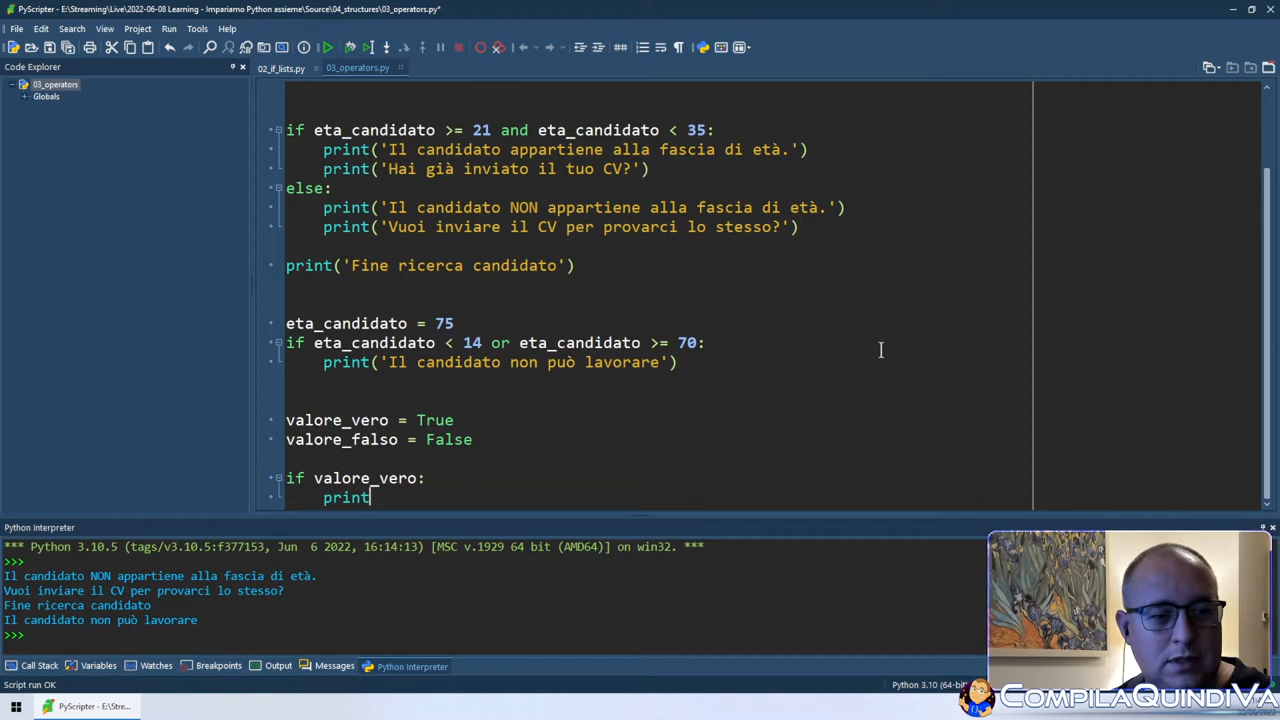 PyScripter - E:\Streaming\Live\2022-06-08 Learning - Impariamo Python assieme\Source\04_structures\03_operators.py*
File Edit Search View Project Run Tools Help
Code Explorer
03_operators
Globals
02_if_lists.py
03_operators.py
if eta_candidato >= 21 and eta_candidato < 35:
print('Il candidato appartiene alla fascia di età.')
print('Hai già inviato il tuo CV?')
else:
print('Il candidato NON appartiene alla fascia di età.')
print('Vuoi inviare il CV per provarci lo stesso?')
print('Fine ricerca candidato')
eta_candidato = 75
if eta_candidato < 14 or eta_candidato >= 70:
print('Il candidato non può lavorare')
valore_vero = True
valore_falso = False
if valore_vero:
print
Python Interpreter
*** Python 3.10.5 (tags/v3.10.5:f377153, Jun 6 2022, 16:14:13) [MSC v.1929 64 bit (AMD64)] on win32. ***
>>>
Il candidato NON appartiene alla fascia di età.
Vuoi inviare il CV per provarci lo stesso?
Fine ricerca candidato
Il candidato non può lavorare
>>>
Call Stack Variables Watches Breakpoints Output Messages Python Interpreter
Script run OK
Python 3.10 (64-bit)
PyScripter - E:\Stre...
CompilaQuindiVa